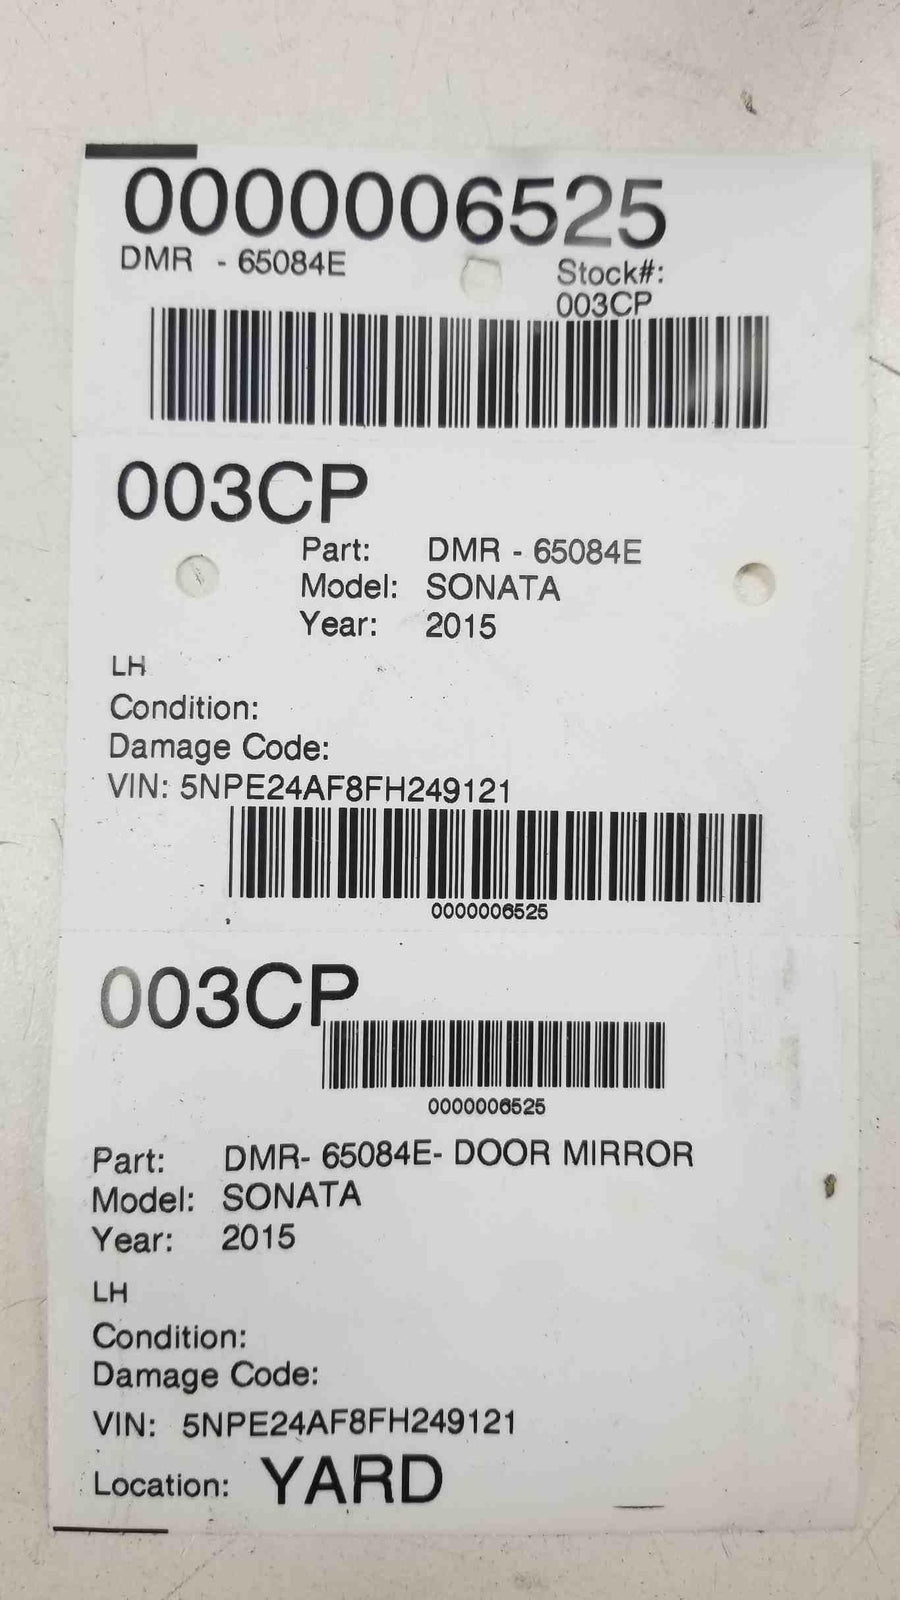 0000006525
DMR - 65084E
Stock#:
003CP
003CP
Part: DMR - 65084E
Model: SONATA
Year: 2015
LH
Condition:
Damage Code:
VIN: 5NPE24AF8FH249121
0000006525
003CP
0000006525
Part: DMR- 65084E- DOOR MIRROR
Model: SONATA
Year: 2015
LH
Condition:
Damage Code:
VIN: 5NPE24AF8FH249121
Location: YARD